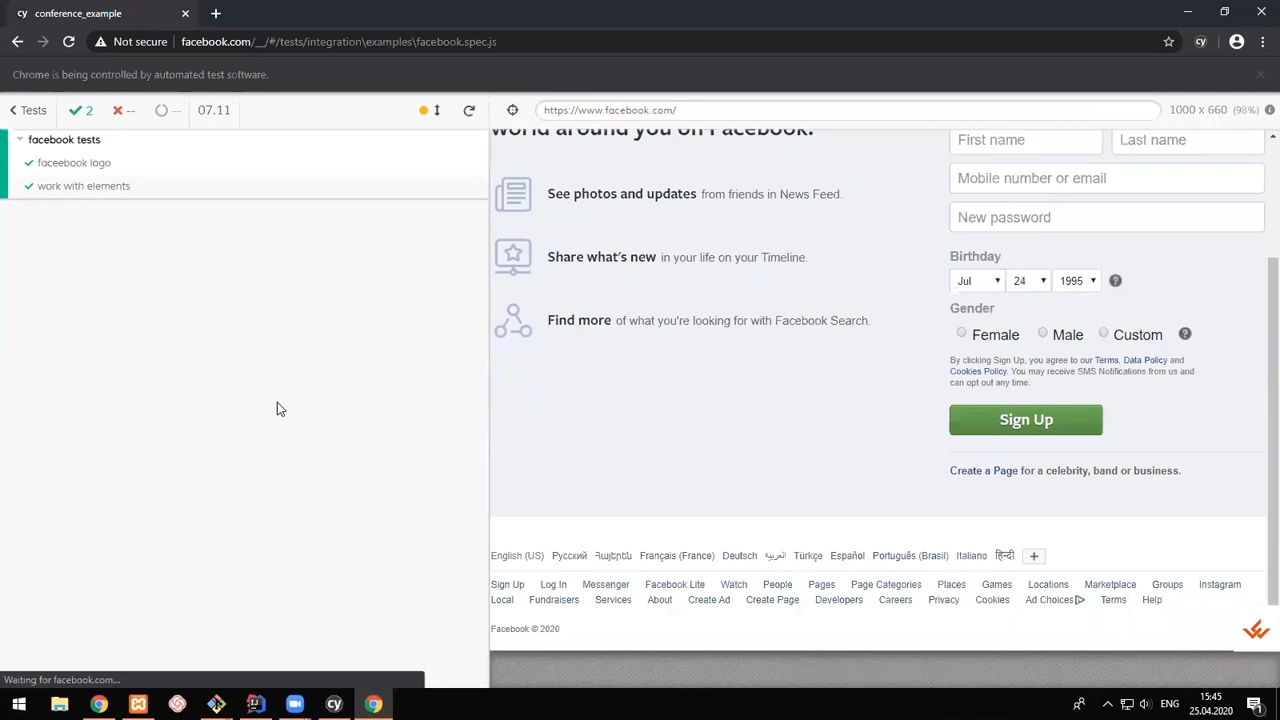 cy conference_example
Not secure facebook.com/__/#/tests/integration\examples\facebook.spec.js
Chrome is being controlled by automated test software.
Tests 2 -- -- 07.11
https://www.facebook.com/ 1000 x 660 (98%)
facebook tests
faceebook logo
work with elements
world around you on Facebook.
First name Last name
Mobile number or email
See photos and updates from friends in News Feed.
New password
Share what's new in your life on your Timeline.
Birthday
Jul 24 1995
Gender
Find more of what you're looking for with Facebook Search.
Female Male Custom
By clicking Sign Up, you agree to our Terms, Data Policy and
Cookies Policy. You may receive SMS Notifications from us and
can opt out any time.
Sign Up
Create a Page for a celebrity, band or business.
English (US) Русский Հայերեն Français (France) Deutsch العربية Türkçe Español Português (Brasil) Italiano हिन्दी
Sign Up Log In Messenger Facebook Lite Watch People Pages Page Categories Places Games Locations Marketplace Groups Instagram
Local Fundraisers Services About Create Ad Create Page Developers Careers Privacy Cookies Ad Choices Terms Help
Facebook © 2020
Waiting for facebook.com...
cy
15:45
25.04.2020
1